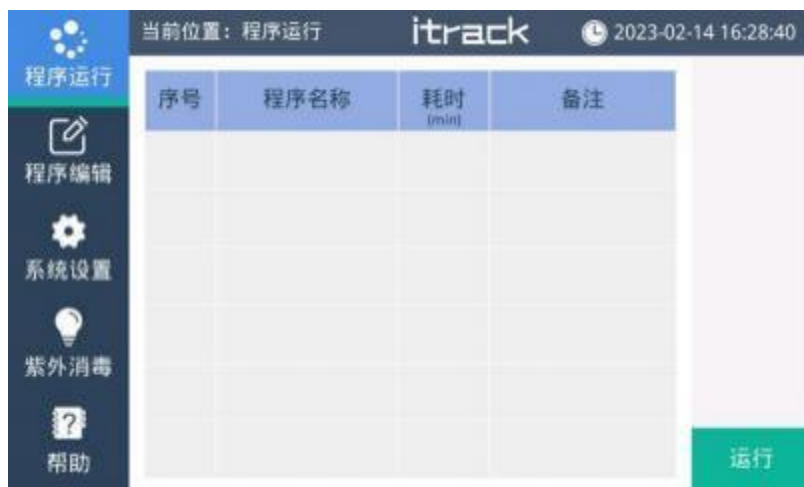 当前位置：程序运行
itrack
2023-02-14 16:28:40
程序运行
程序编辑
系统设置
紫外消毒
?
帮助
序号
程序名称
耗时
(min)
备注
运行